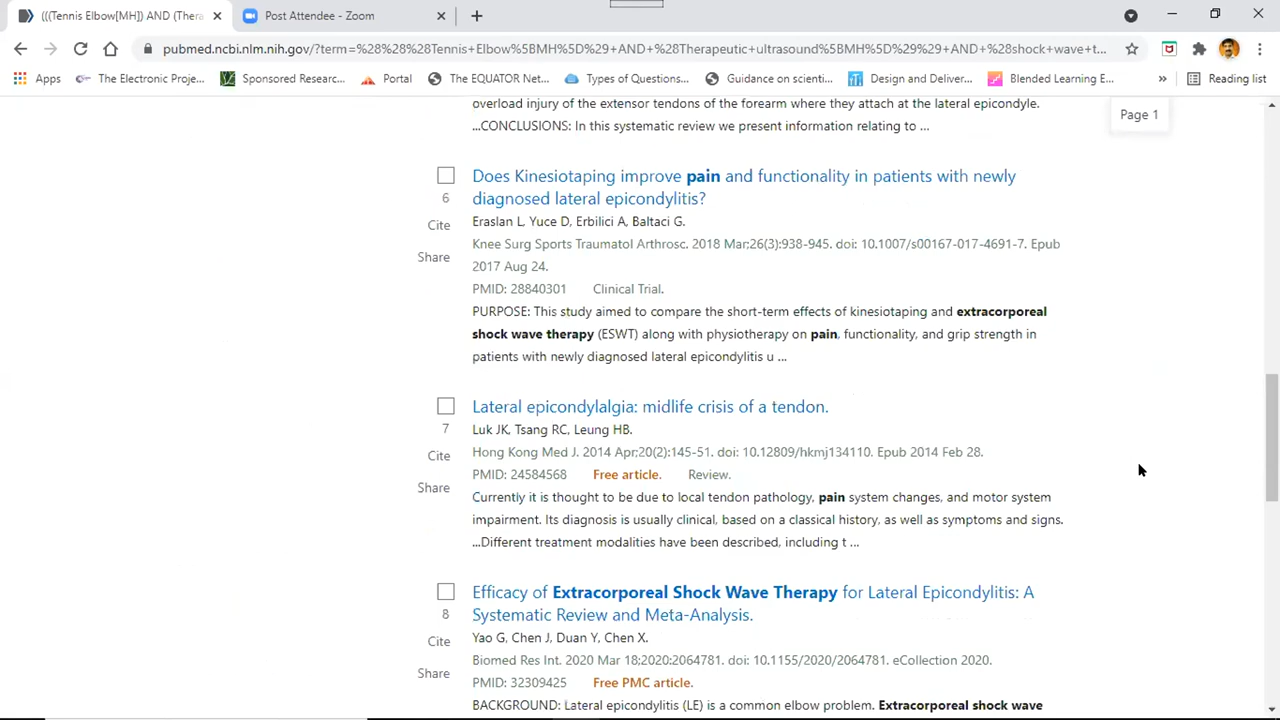 (((Tennis Elbow[MH]) AND (Thera
Post Attendee - Zoom
pubmed.ncbi.nlm.nih.gov/?term=%28%28%28Tennis+Elbow%5BMH%5D%29+AND+%28Therapeutic+ultrasound%5BMH%5D%29%29+AND+%28shock+wave+t...
Apps
The Electronic Proje...
Sponsored Researc...
Portal
The EQUATOR Net...
Types of Questions...
Guidance on scienti...
Design and Deliver...
Blended Learning E...
»
Reading list
overload injury of the extensor tendons of the forearm where they attach at the lateral epicondyle.
...CONCLUSIONS: In this systematic review we present information relating to ...
Page 1
Does Kinesiotaping improve pain and functionality in patients with newly
diagnosed lateral epicondylitis?
6
Cite
Share
Eraslan L, Yuce D, Erbilici A, Baltaci G.
Knee Surg Sports Traumatol Arthrosc. 2018 Mar;26(3):938-945. doi: 10.1007/s00167-017-4691-7. Epub
2017 Aug 24.
PMID: 28840301 Clinical Trial.
PURPOSE: This study aimed to compare the short-term effects of kinesiotaping and extracorporeal
shock wave therapy (ESWT) along with physiotherapy on pain, functionality, and grip strength in
patients with newly diagnosed lateral epicondylitis u ...
Lateral epicondylalgia: midlife crisis of a tendon.
7
Cite
Share
Luk JK, Tsang RC, Leung HB.
Hong Kong Med J. 2014 Apr;20(2):145-51. doi: 10.12809/hkmj134110. Epub 2014 Feb 28.
PMID: 24584568 Free article. Review.
Currently it is thought to be due to local tendon pathology, pain system changes, and motor system
impairment. Its diagnosis is usually clinical, based on a classical history, as well as symptoms and signs.
...Different treatment modalities have been described, including t ...
Efficacy of Extracorporeal Shock Wave Therapy for Lateral Epicondylitis: A
Systematic Review and Meta-Analysis.
8
Cite
Share
Yao G, Chen J, Duan Y, Chen X.
Biomed Res Int. 2020 Mar 18;2020:2064781. doi: 10.1155/2020/2064781. eCollection 2020.
PMID: 32309425 Free PMC article.
BACKGROUND: Lateral epicondylitis (LE) is a common elbow problem. Extracorporeal shock wave